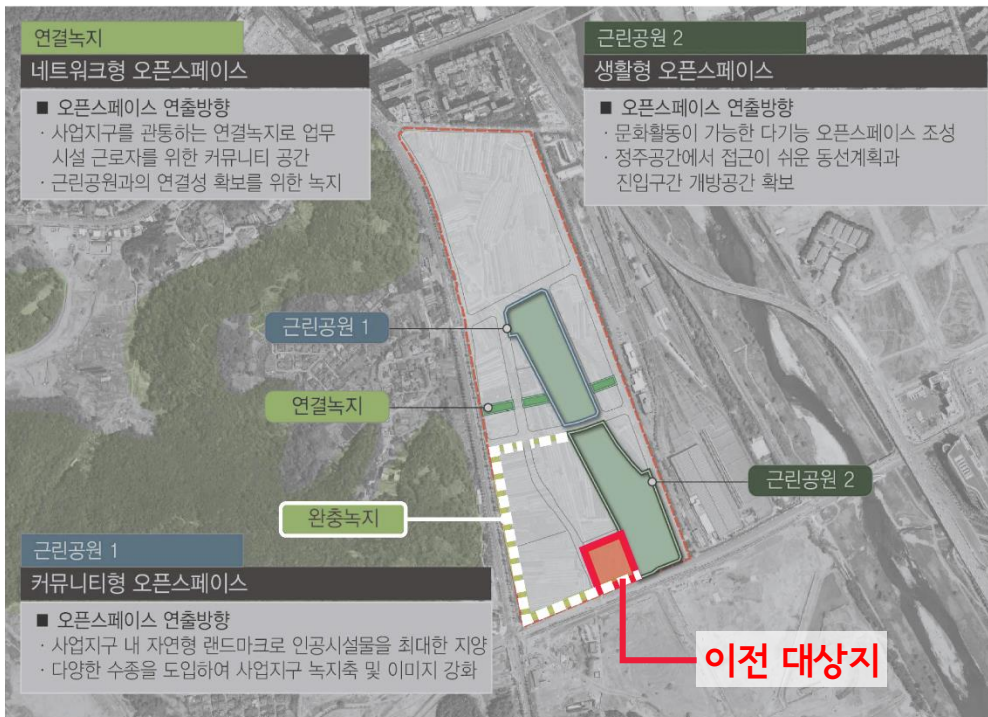 연결녹지
네트워크형 오픈스페이스
■ 오픈스페이스 연출방향
· 사업지구를 관통하는 연결녹지로 업무
시설 근로자를 위한 커뮤니티 공간
· 근린공원과의 연결성 확보를 위한 녹지
근린공원 2
생활형 오픈스페이스
■ 오픈스페이스 연출방향
· 문화활동이 가능한 다기능 오픈스페이스 조성
· 정주공간에서 접근이 쉬운 동선계획과
진입구간 개방공간 확보
근린공원 1
연결녹지
근린공원 2
완충녹지
근린공원 1
커뮤니티형 오픈스페이스
■ 오픈스페이스 연출방향
· 사업지구 내 자연형 랜드마크로 인공시설물을 최대한 지양
· 다양한 수종을 도입하여 사업지구 녹지축 및 이미지 강화
이전 대상지